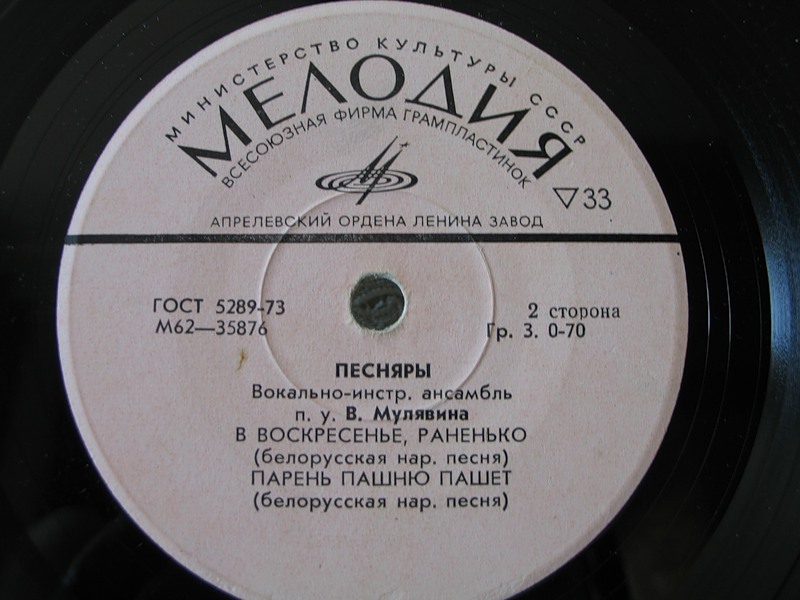 МИНИСТЕРСТВО КУЛЬТУРЫ СССР
МЕЛОДИЯ
ВСЕСОЮЗНАЯ ФИРМА ГРАМПЛАСТИНОК
33
АПРЕЛЕВСКИЙ ОРДЕНА ЛЕНИНА ЗАВОД
ГОСТ 5289-73
М62—35876
2 сторона
Гр. 3. 0-70
ПЕСНЯРЫ
Вокально-инстр. ансамбль
п. у. В. Мулявина
В ВОСКРЕСЕНЬЕ, РАНЕНЬКО
(белорусская нар. песня)
ПАРЕНЬ ПАШНЮ ПАШЕТ
(белорусская нар. песня)